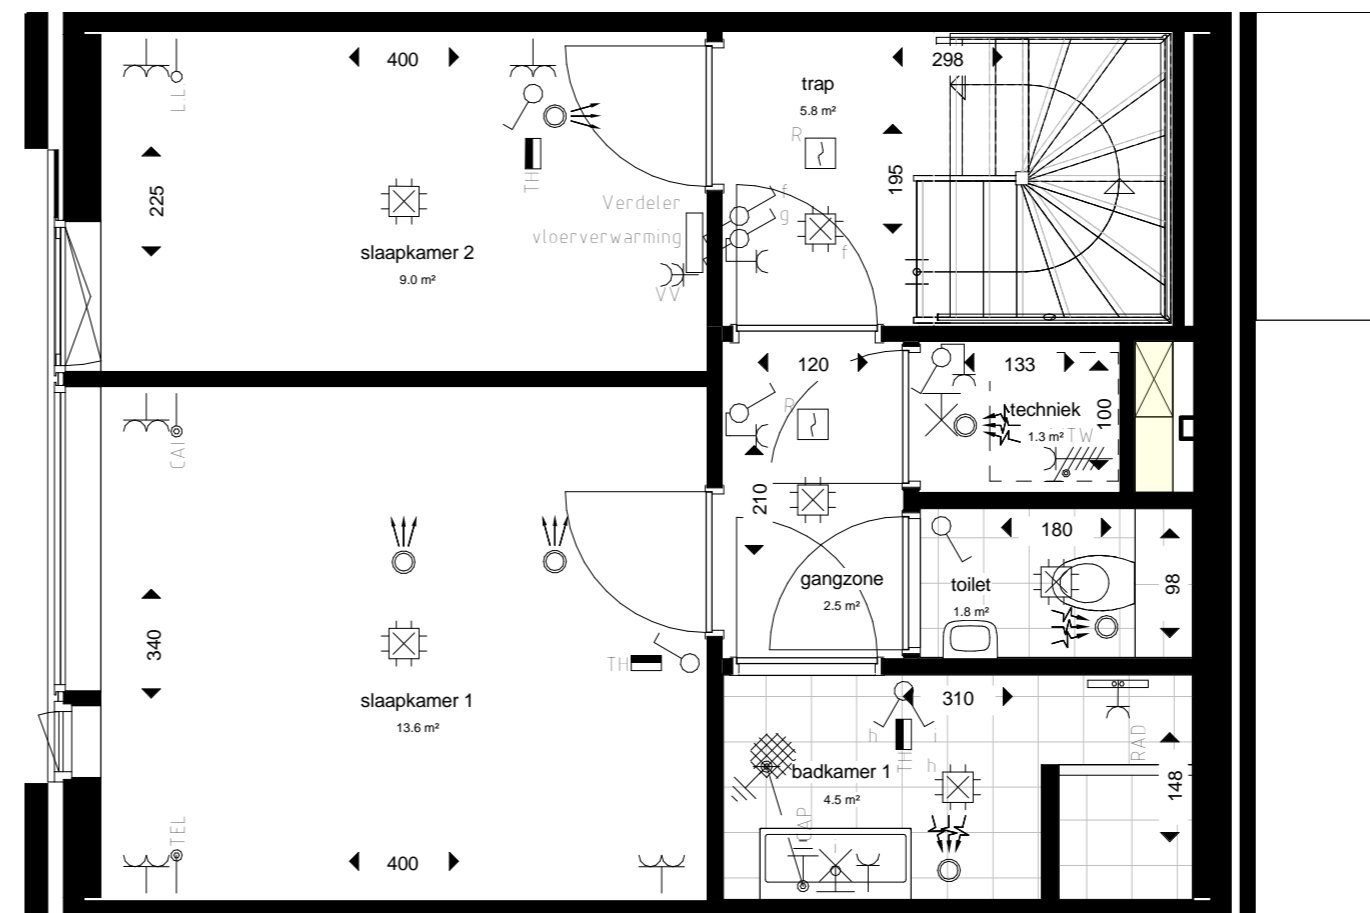 400
298
trap
5.8 m²
L.L.
R
TH
225
195
Verdeler
f
g
vloerverwarming
f
slaapkamer 2
9.0 m²
VV
120
133
R
techniek
1.3 m²
100
TW
CAI
210
180
gangzone
2.5 m²
toilet
1.8 m²
98
340
TH
slaapkamer 1
13.6 m²
310
h
i
TH
h
RAD
badkamer 1
4.5 m²
148
CAP
TEL
400